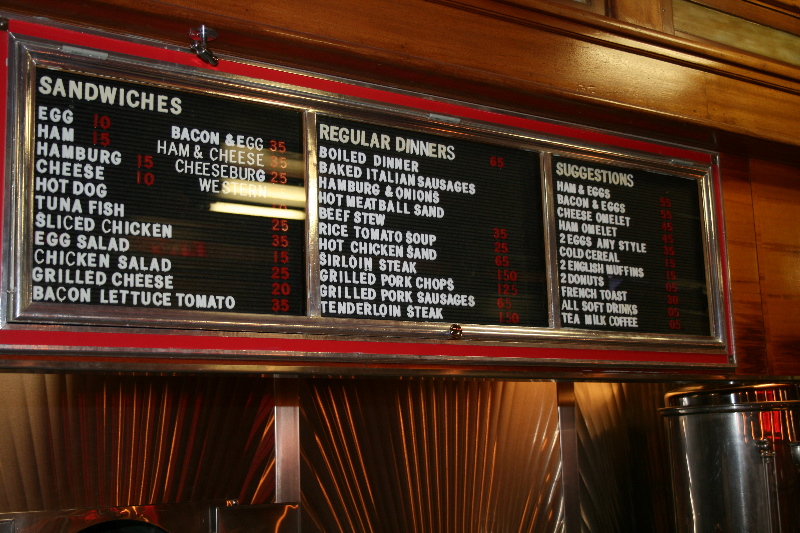 SANDWICHES
EGG 10
HAM 15
HAMBURG 15
CHEESE 10
HOT DOG
TUNA FISH
SLICED CHICKEN 25
EGG SALAD 35
CHICKEN SALAD 15
GRILLED CHEESE 25
20
BACON LETTUCE TOMATO 35
BACON & EGG 35
HAM & CHEESE 35
CHEESEBURG 25
WESTERN
REGULAR DINNERS
BOILED DINNER 65
BAKED ITALIAN SAUSAGES
HAMBURG & ONIONS
HOT MEATBALL SAND
BEEF STEW
RICE TOMATO SOUP 35
HOT CHICKEN SAND 25
SIRLOIN STEAK 65
GRILLED PORK CHOPS 150
GRILLED PORK SAUSAGES 125
65
TENDERLOIN STEAK 150
SUGGESTIONS
HAM & EGGS
BACON & EGGS 55
CHEESE OMELET 55
HAM OMELET
2 EGGS ANY STYLE
COLD CEREAL
2 ENGLISH MUFFINS
2 DONUTS
FRENCH TOAST
ALL SOFT DRINKS
TEA MILK COFFEE